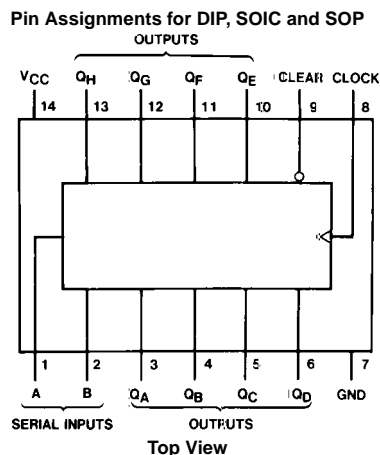 Pin Assignments for DIP, SOIC and SOP
OUTPUTS
VCC QH QG QF QE CLEAR CLOCK
14 13 12 11 10 9 8
1 2 3 4 5 6 7
A B QA QB QC QD GND
SERIAL INPUTS OUTPUTS
Top View